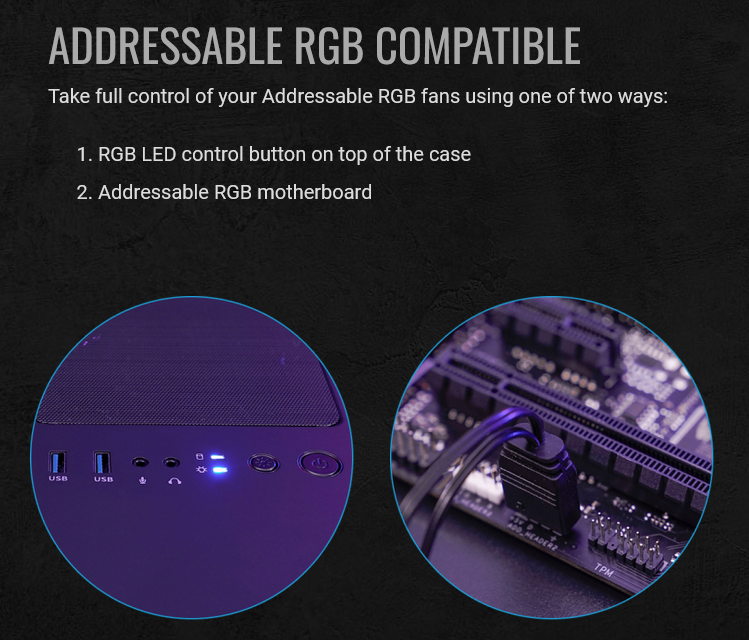 ADDRESSABLE RGB COMPATIBLE
Take full control of your Addressable RGB fans using one of two ways:
1. RGB LED control button on top of the case
2. Addressable RGB motherboard
USB
USB
TPM